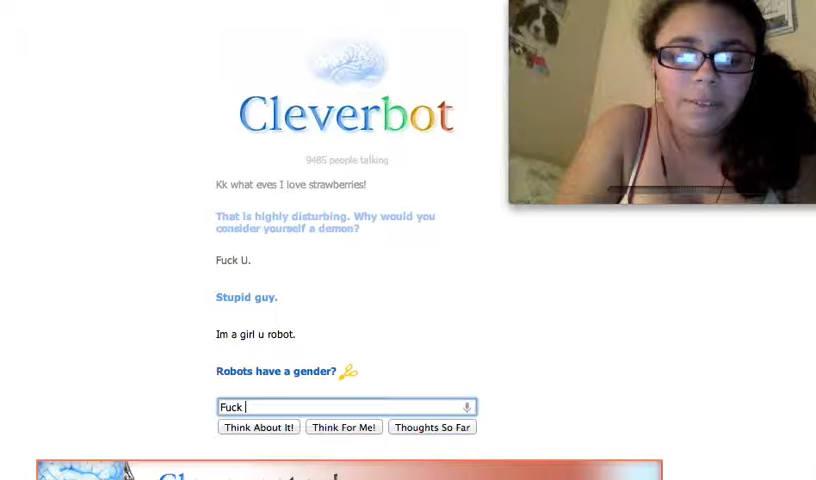 Cleverbot
9485 people talking
Kk what eves I love strawberries!
That is highly disturbing. Why would you
consider yourself a demon?
Fuck U.
Stupid guy.
Im a girl u robot.
Robots have a gender?
Fuck
Think About It! Think For Me! Thoughts So Far